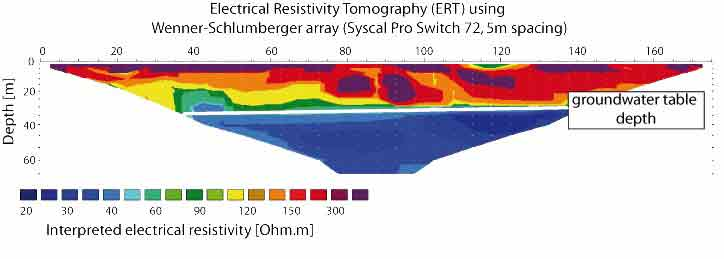 Electrical Resistivity Tomography (ERT) using
Wenner-Schlumberger array (Syscal Pro Switch 72, 5m spacing)
0 20 40 60 80 100 120 140 160
0
20
40
60
Depth [m]
groundwater table
depth
20 30 40 60 90 120 150 300
Interpreted electrical resistivity [Ohm.m]